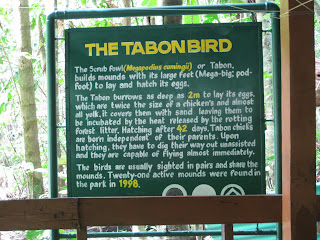 THE TABON BIRD
The Scrub Fowl (Megapodius cumingii) or Tabon,
builds mounds with its large feet (Mega-big; pod-
foot) to lay and hatch its eggs.
The Tabon burrows as deep as 2m to lay its eggs,
which are twice the size of a chicken's and almost
all yolk, it covers them with sand leaving them to
be incubated by the heat released by the rotting
forest litter. Hatching after 42 days, Tabon chicks
are born independent of their parents. Upon
hatching, they have to dig their way out unassisted
and they are capable of flying almost immediately.
The birds are usually sighted in pairs and share the
mounds. Twenty-one active mounds were found in
the park in 1998.